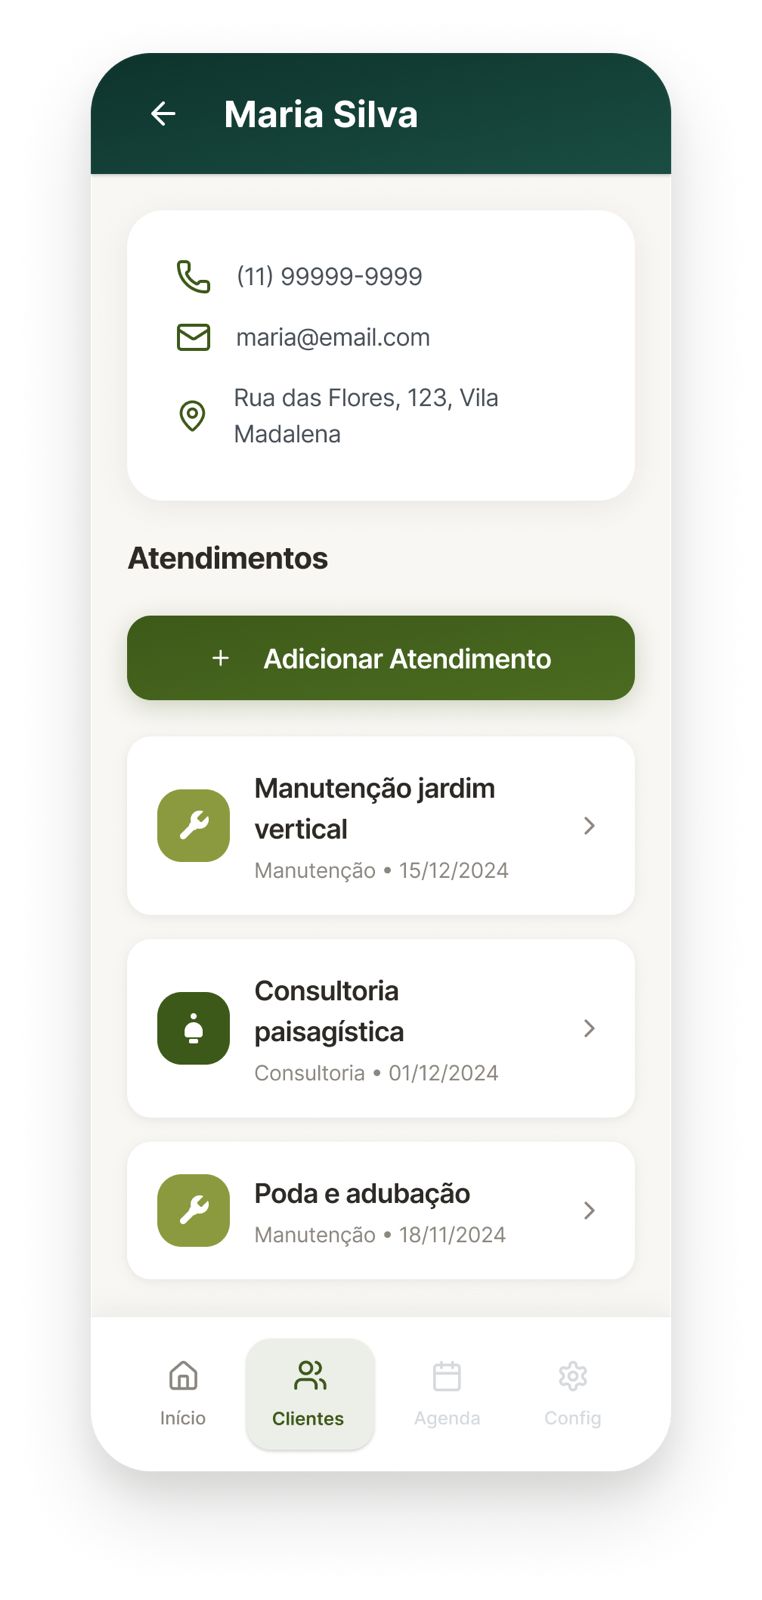 Maria Silva
(11) 99999-9999
maria@email.com
Rua das Flores, 123, Vila
Madalena
Atendimentos
+ Adicionar Atendimento
Manutenção jardim
vertical
Manutenção • 15/12/2024
Consultoria
paisagística
Consultoria • 01/12/2024
Poda e adubação
Manutenção • 18/11/2024
Início Clientes Agenda Config